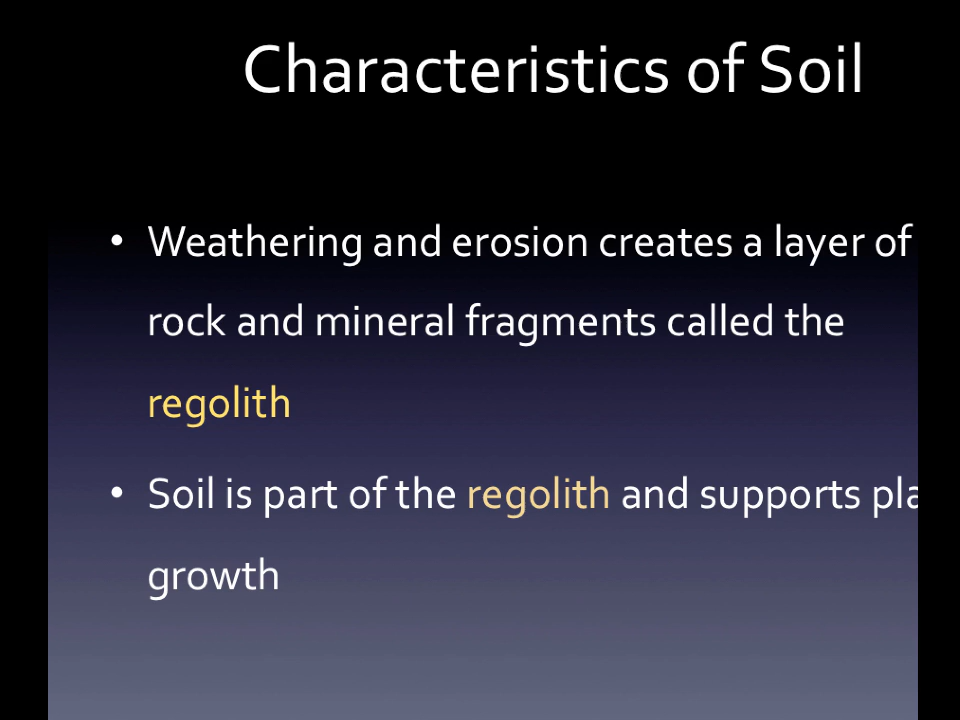 Characteristics of Soil
• Weathering and erosion creates a layer of
rock and mineral fragments called the
regolith
• Soil is part of the regolith and supports pla
growth